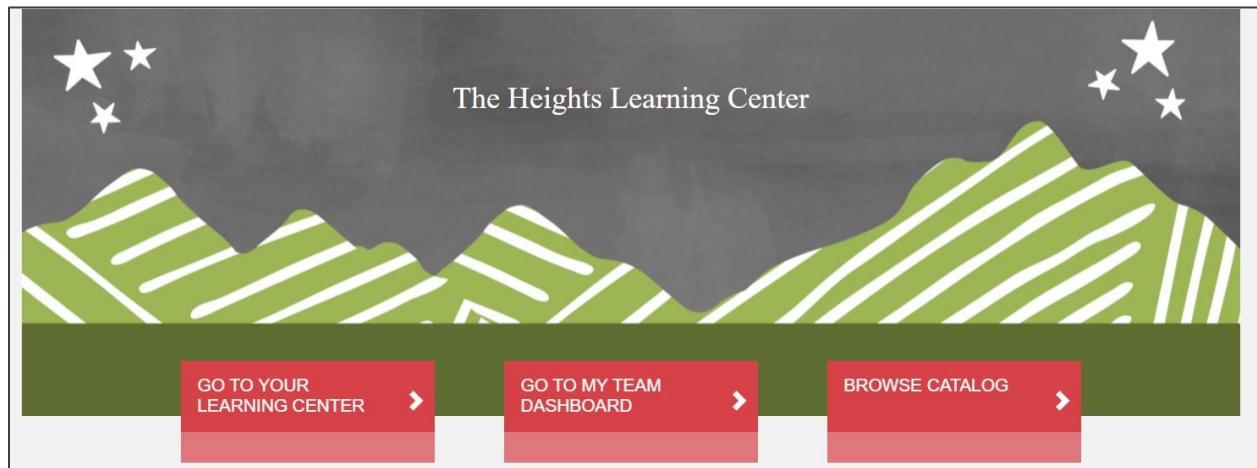 The Heights Learning Center
GO TO YOUR
LEARNING CENTER
GO TO MY TEAM
DASHBOARD
BROWSE CATALOG